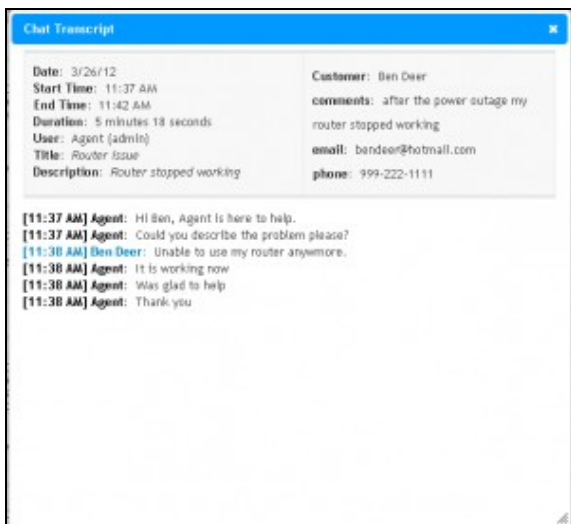 Chat Transcript
Date: 3/26/12
Start Time: 11:37 AM
End Time: 11:42 AM
Duration: 5 minutes 18 seconds
User: Agent (admin)
Title: Router Issue
Description: Router stopped working
Customer: Ben Deer
comments: after the power outage my
router stopped working
email: bendeer@hotmail.com
phone: 999-222-1111
[11:37 AM] Agent: Hi Ben, Agent is here to help.
[11:37 AM] Agent: Could you describe the problem please?
[11:38 AM] Ben Deer: Unable to use my router anywmore.
[11:38 AM] Agent: It is working now
[11:38 AM] Agent: Was glad to help
[11:38 AM] Agent: Thank you